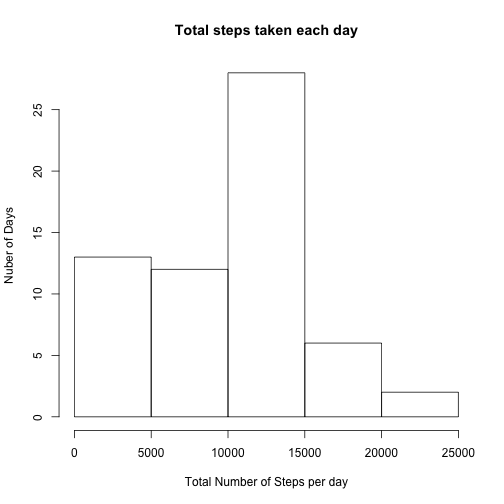 Total steps taken each day
Nuber of Days
25
20
15
10
5
0
0 5000 10000 15000 20000 25000
Total Number of Steps per day